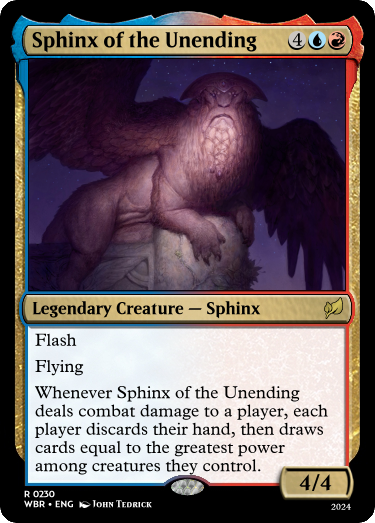 Sphinx of the Unending 4
Legendary Creature — Sphinx
Flash
Flying
Whenever Sphinx of the Unending
deals combat damage to a player, each
player discards their hand, then draws
cards equal to the greatest power
among creatures they control.
4/4
R 0230
WBR • ENG John Tedrick
2024